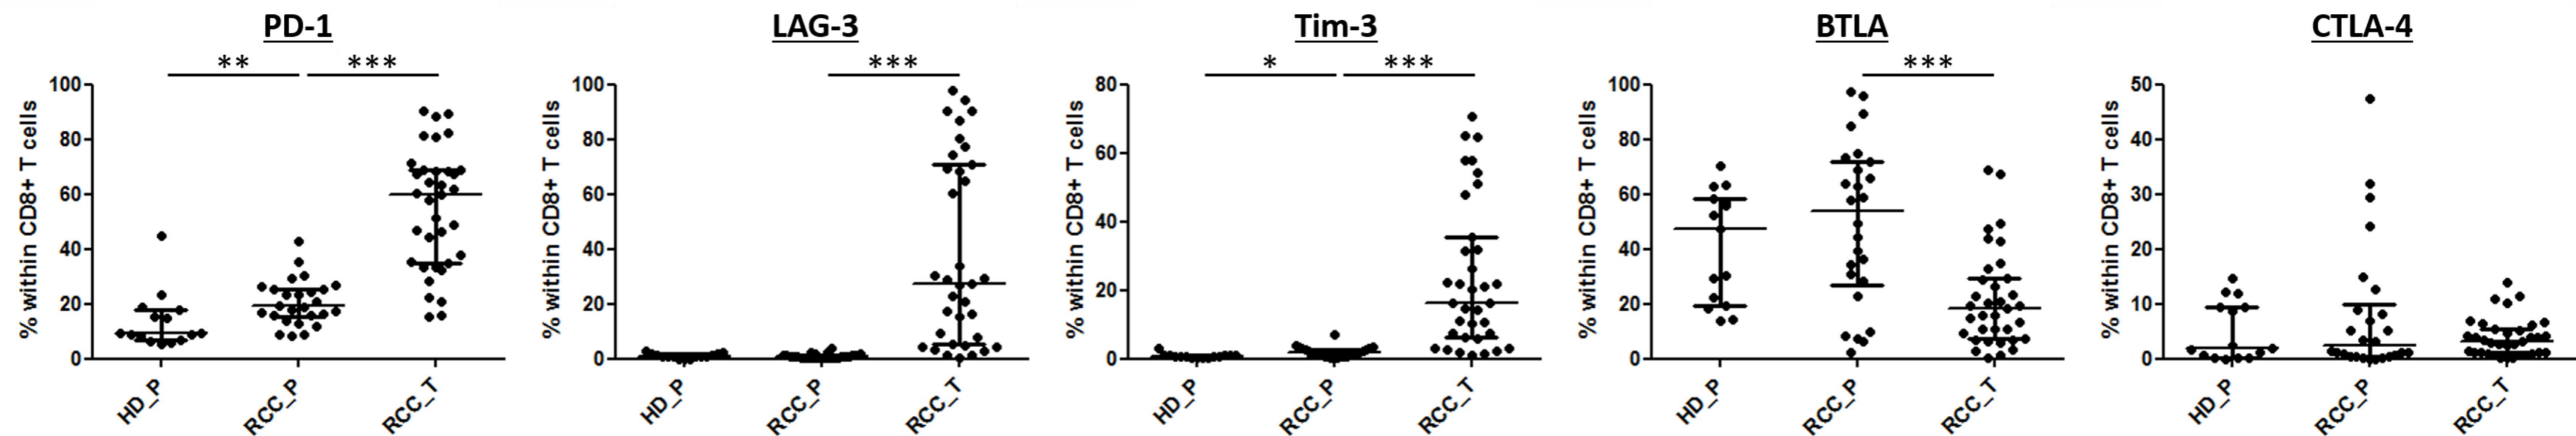 PD-1
** ***
% within CD8+ T cells
100
80
60
40
20
0
HD_P
RCC_P
RCC_T
LAG-3
***
% within CD8+ T cells
100
80
60
40
20
0
HD_P
RCC_P
RCC_T
Tim-3
* ***
% within CD8+ T cells
80
60
40
20
0
HD_P
RCC_P
RCC_T
BTLA
***
% within CD8+ T cells
100
80
60
40
20
0
HD_P
RCC_P
RCC_T
CTLA-4
% within CD8+ T cells
50
40
30
20
10
0
HD_P
RCC_P
RCC_T